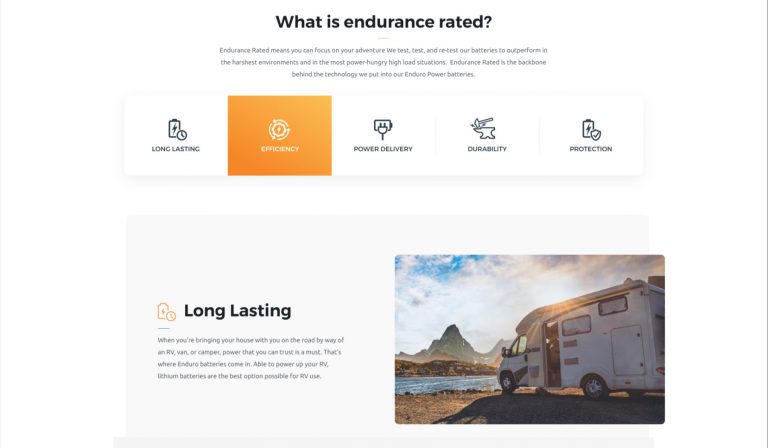 What is endurance rated?
Endurance Rated means you can focus on your adventure We test, test, and re-test our batteries to outperform in
the harshest environments and in the most power-hungry high load situations.  Endurance Rated is the backbone
behind the technology we put into our Enduro Power batteries.
LONG LASTING
EFFICIENCY
POWER DELIVERY
DURABILITY
PROTECTION
Long Lasting
When you're bringing your house with you on the road by way of
an RV, van, or camper, power that you can trust is a must. That's
where Enduro batteries come in. Able to power up your RV,
lithium batteries are the best option possible for RV use.